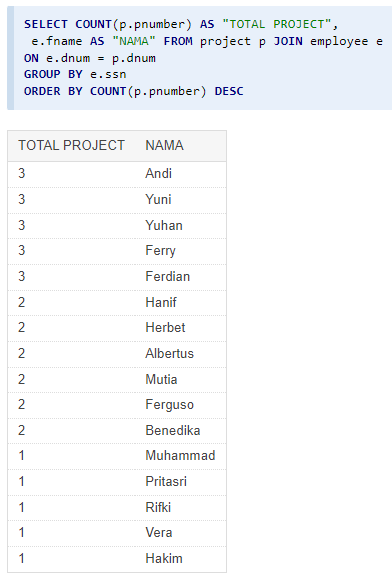 SELECT COUNT(p.pnumber) AS "TOTAL PROJECT",
e.fname AS "NAMA" FROM project p JOIN employee e
ON e.dnum = p.dnum
GROUP BY e.ssn
ORDER BY COUNT(p.pnumber) DESC
TOTAL PROJECT NAMA
3 Andi
3 Yuni
3 Yuhan
3 Ferry
3 Ferdian
2 Hanif
2 Herbet
2 Albertus
2 Mutia
2 Ferguso
2 Benedika
1 Muhammad
1 Pritasri
1 Rifki
1 Vera
1 Hakim